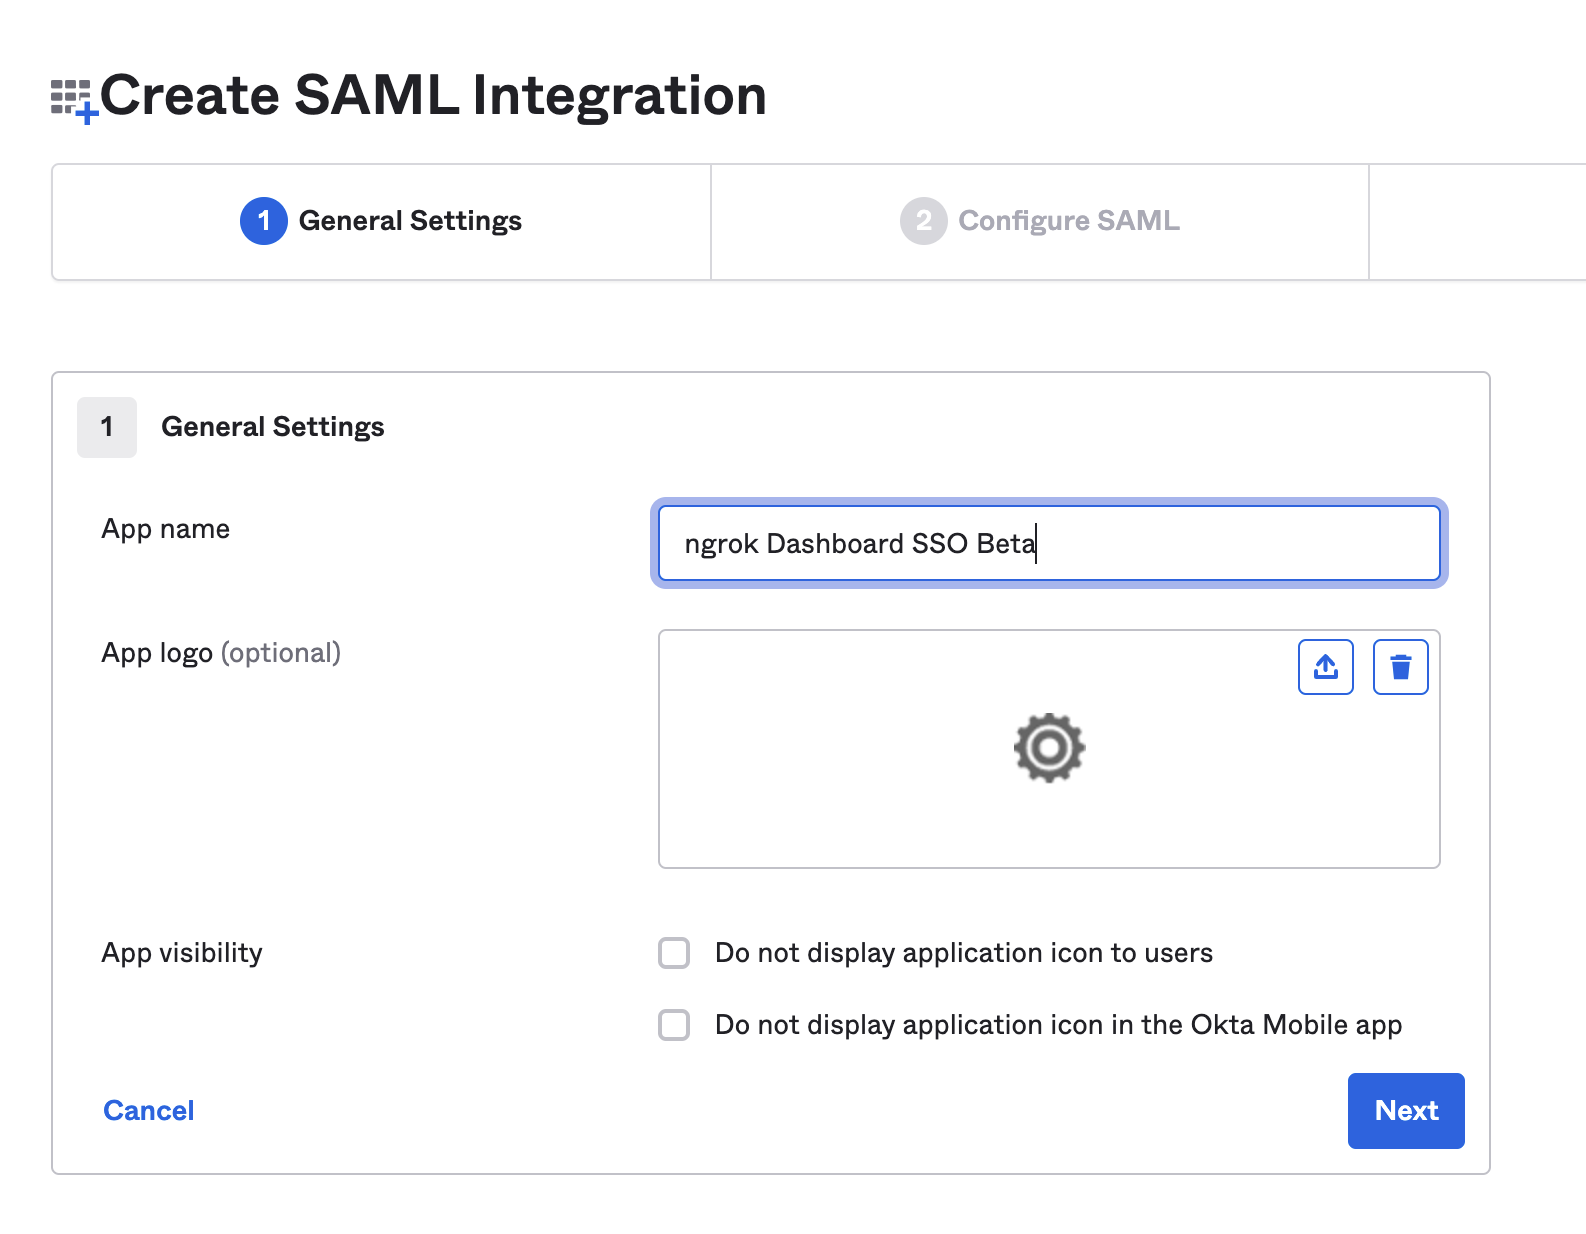 Create SAML Integration
1 General Settings
2 Configure SAML
1 General Settings
App name
ngrok Dashboard SSO Beta
App logo (optional)
App visibility
Do not display application icon to users
Do not display application icon in the Okta Mobile app
Cancel
Next